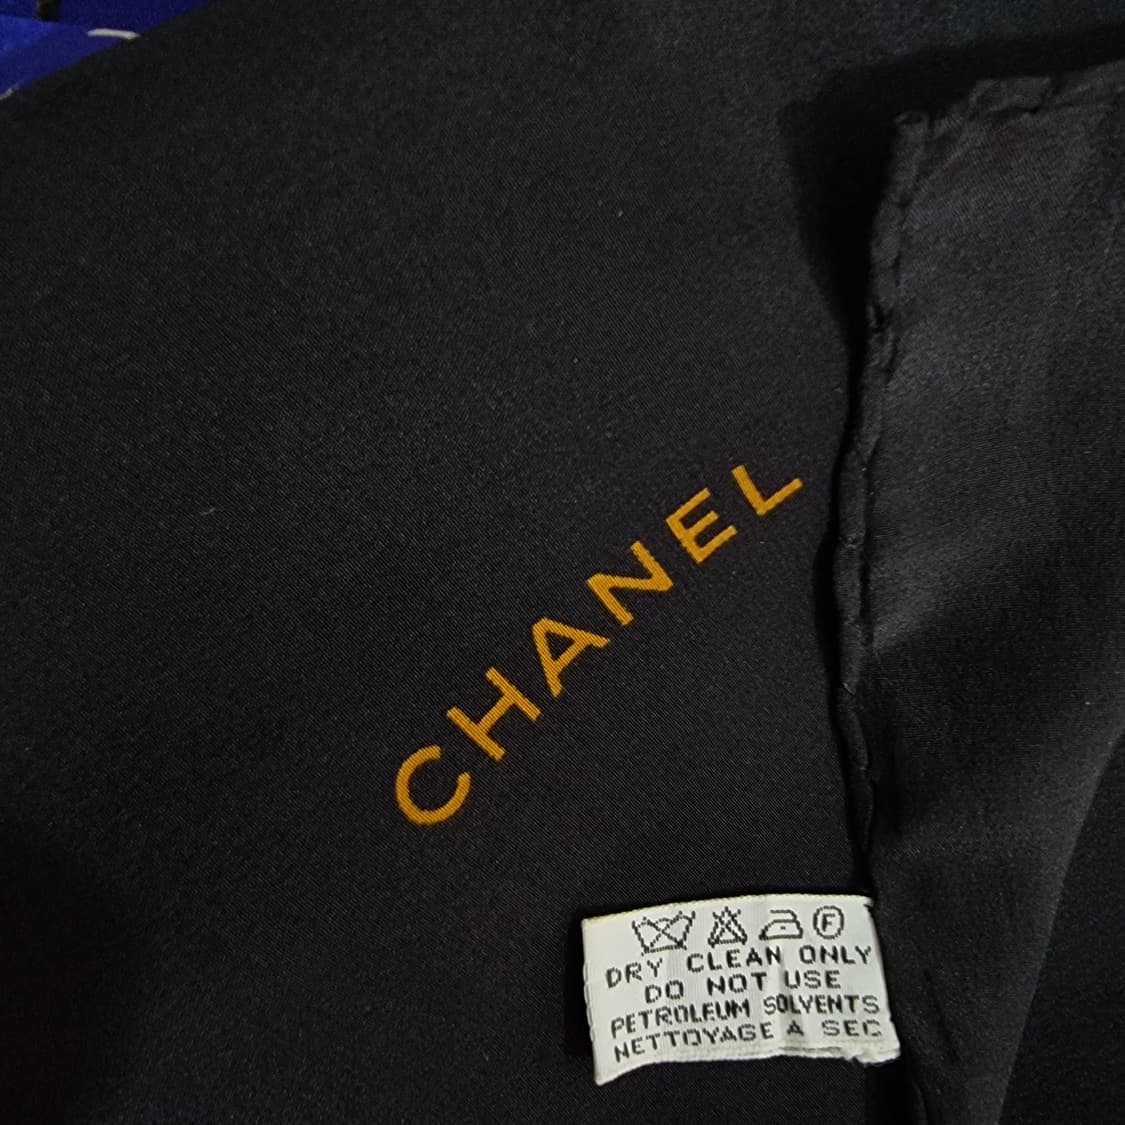 CHANEL
F
DRY CLEAN ONLY
DO NOT USE
PETROLEUM SOLVENTS
NETTOYAGE A SEC